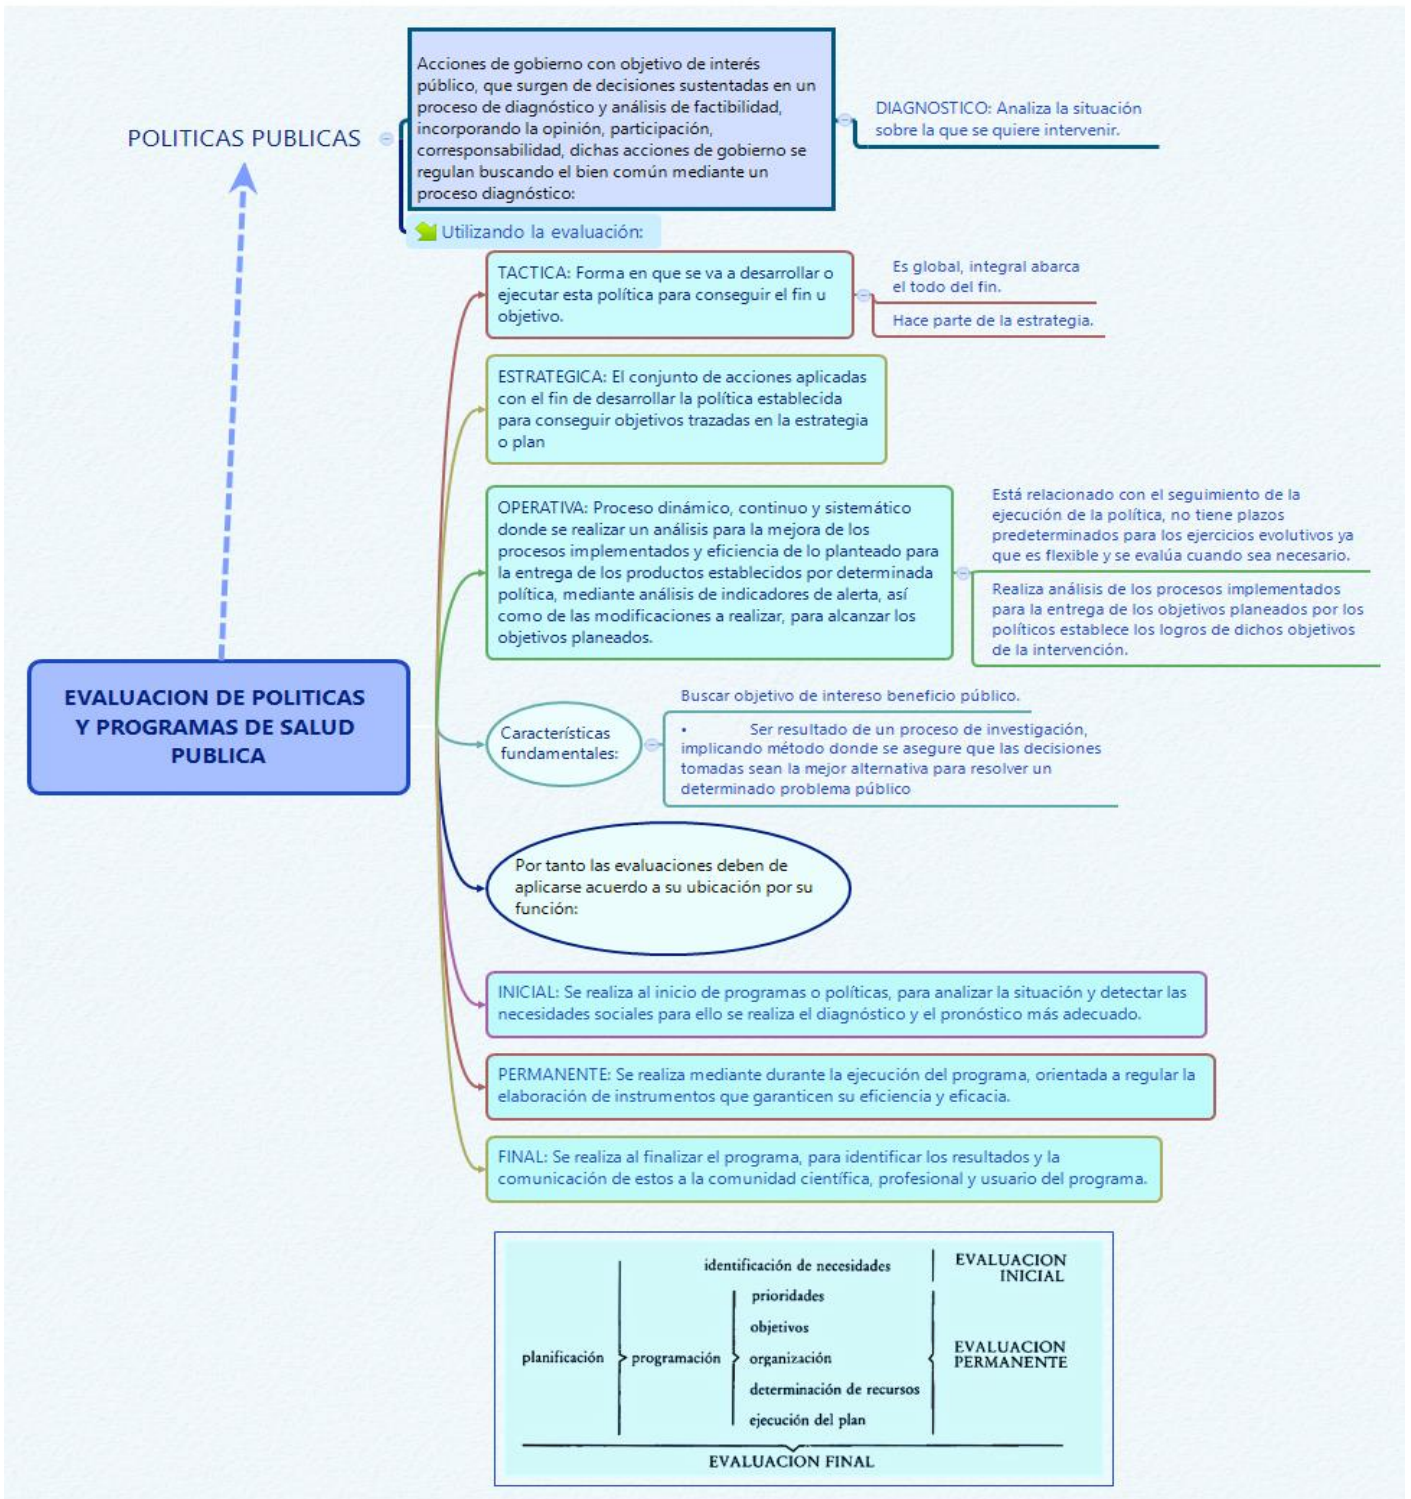 Acciones de gobierno con objetivo de interés
público, que surgen de decisiones sustentadas en un
proceso de diagnóstico y análisis de factibilidad,
incorporando la opinión, participación,
corresponsabilidad, dichas acciones de gobierno se
regulan buscando el bien común mediante un
proceso diagnóstico:
DIAGNOSTICO: Analiza la situación
sobre la que se quiere intervenir.
POLITICAS PUBLICAS
Utilizando la evaluación:
TACTICA: Forma en que se va a desarrollar o
ejecutar esta política para conseguir el fin u
objetivo.
Es global, integral abarca
el todo del fin.
Hace parte de la estrategia.
ESTRATEGICA: El conjunto de acciones aplicadas
con el fin de desarrollar la política establecida
para conseguir objetivos trazadas en la estrategia
o plan
OPERATIVA: Proceso dinámico, continuo y sistemático
donde se realizar un análisis para la mejora de los
procesos implementados y eficiencia de lo planteado para
la entrega de los productos establecidos por determinada
política, mediante análisis de indicadores de alerta, así
como de las modificaciones a realizar, para alcanzar los
objetivos planeados.
Está relacionado con el seguimiento de la
ejecución de la política, no tiene plazos
predeterminados para los ejercicios evolutivos ya
que es flexible y se evalúa cuando sea necesario.
Realiza análisis de los procesos implementados
para la entrega de los objetivos planeados por los
políticos establece los logros de dichos objetivos
de la intervención.
EVALUACION DE POLITICAS
Y PROGRAMAS DE SALUD
PUBLICA
Características
fundamentales:
Buscar objetivo de intereso beneficio público.
• Ser resultado de un proceso de investigación,
implicando método donde se asegure que las decisiones
tomadas sean la mejor alternativa para resolver un
determinado problema público
Por tanto las evaluaciones deben de
aplicarse acuerdo a su ubicación por su
función:
INICIAL: Se realiza al inicio de programas o políticas, para analizar la situación y detectar las
necesidades sociales para ello se realiza el diagnóstico y el pronóstico más adecuado.
PERMANENTE: Se realiza mediante durante la ejecución del programa, orientada a regular la
elaboración de instrumentos que garanticen su eficiencia y eficacia.
FINAL: Se realiza al finalizar el programa, para identificar los resultados y la
comunicación de estos a la comunidad científica, profesional y usuario del programa.
identificación de necesidades
EVALUACION
INICIAL
prioridades
objetivos
planificación
programación
organización
determinación de recursos
ejecución del plan
EVALUACION
PERMANENTE
EVALUACION FINAL